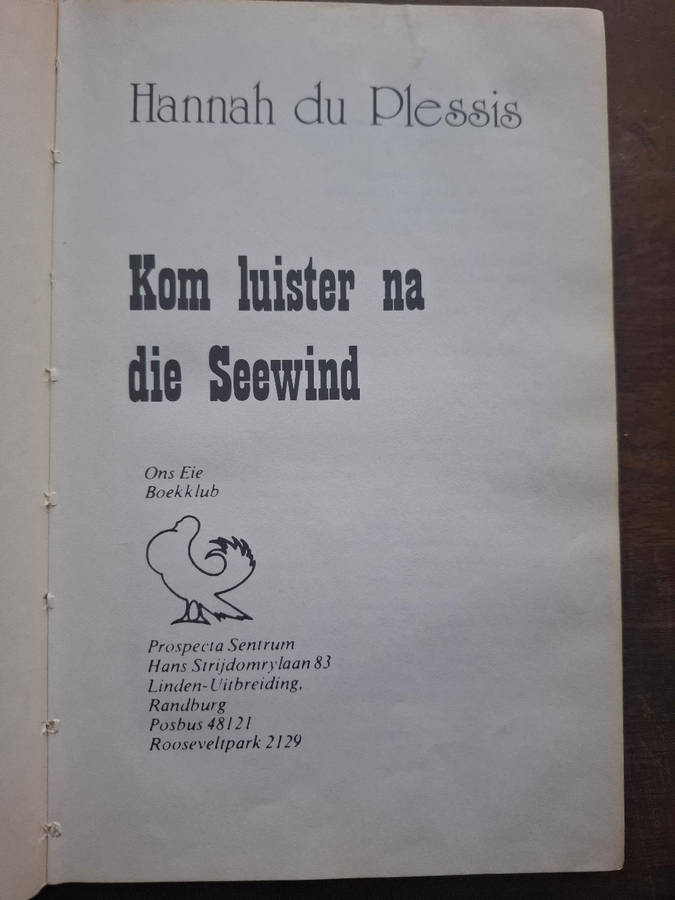 Hannah du Plessis
Kom luister na
die Seewind
Ons Eie
Boekklub
Prospecta Sentrum
Hans Strijdomrylaan 83
Linden-Uitbreiding,
Randburg
Posbus 48121
Rooseveltpark 2129